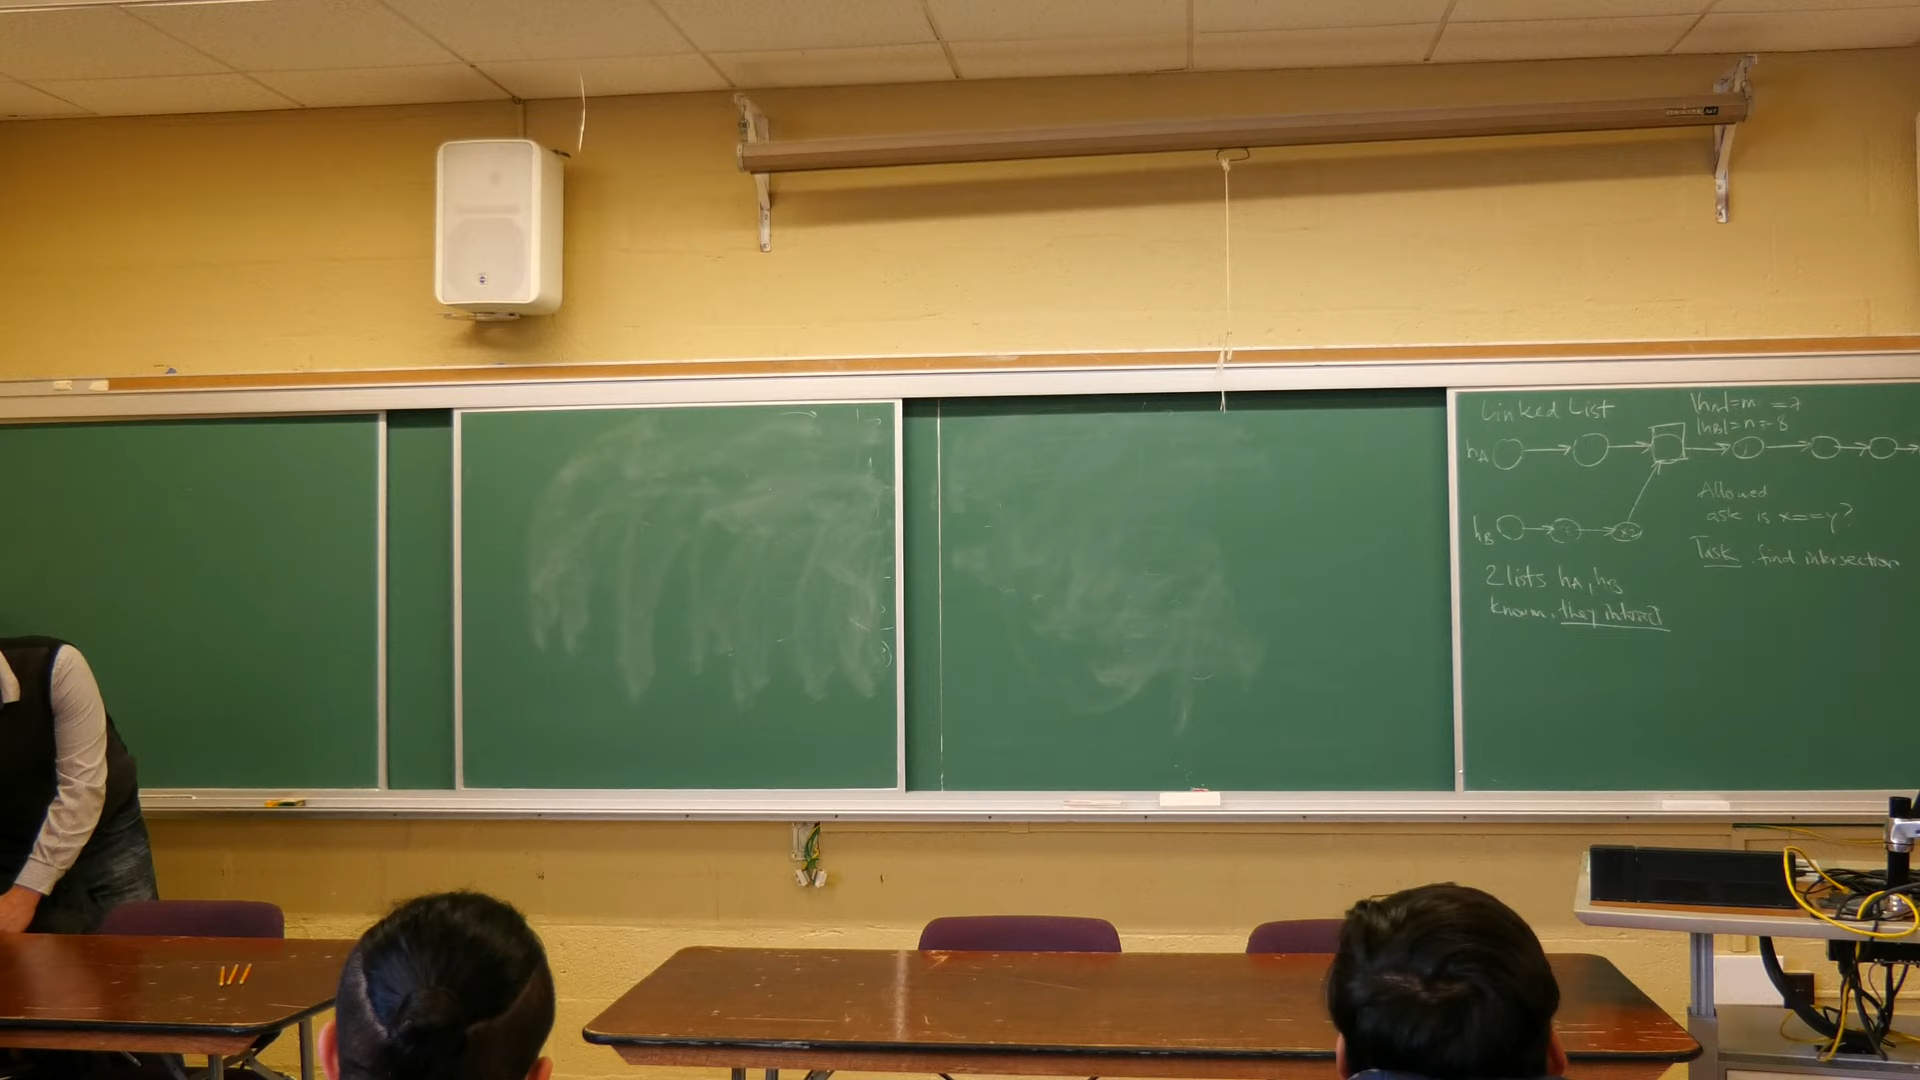 Linked List
|hA|=m =7
|hB|=n=8
hA
hB
Allowed
ask is x==y?
Task: find intersection
2 lists hA, hB
known. they intersect